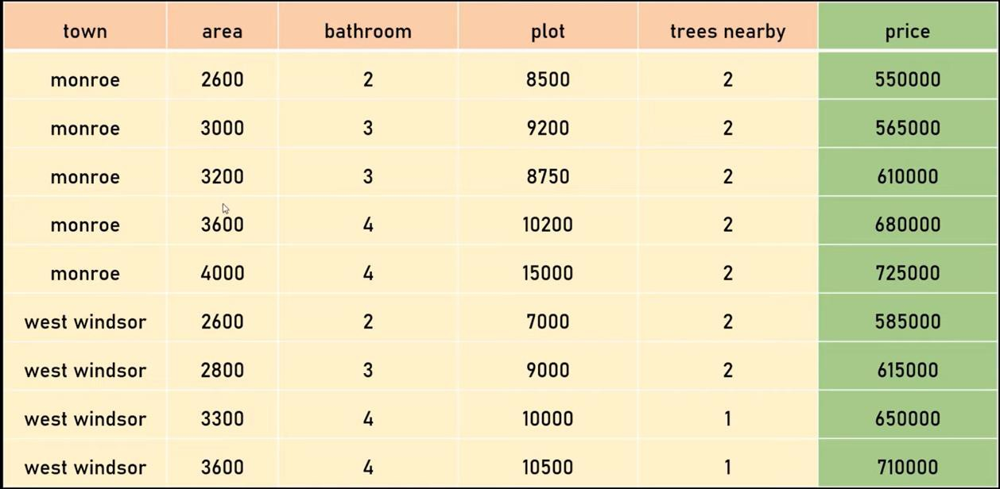 town area bathroom plot trees nearby price
monroe 2600 2 8500 2 550000
monroe 3000 3 9200 2 565000
monroe 3200 3 8750 2 610000
monroe 3600 4 10200 2 680000
monroe 4000 4 15000 2 725000
west windsor 2600 2 7000 2 585000
west windsor 2800 3 9000 2 615000
west windsor 3300 4 10000 1 650000
west windsor 3600 4 10500 1 710000